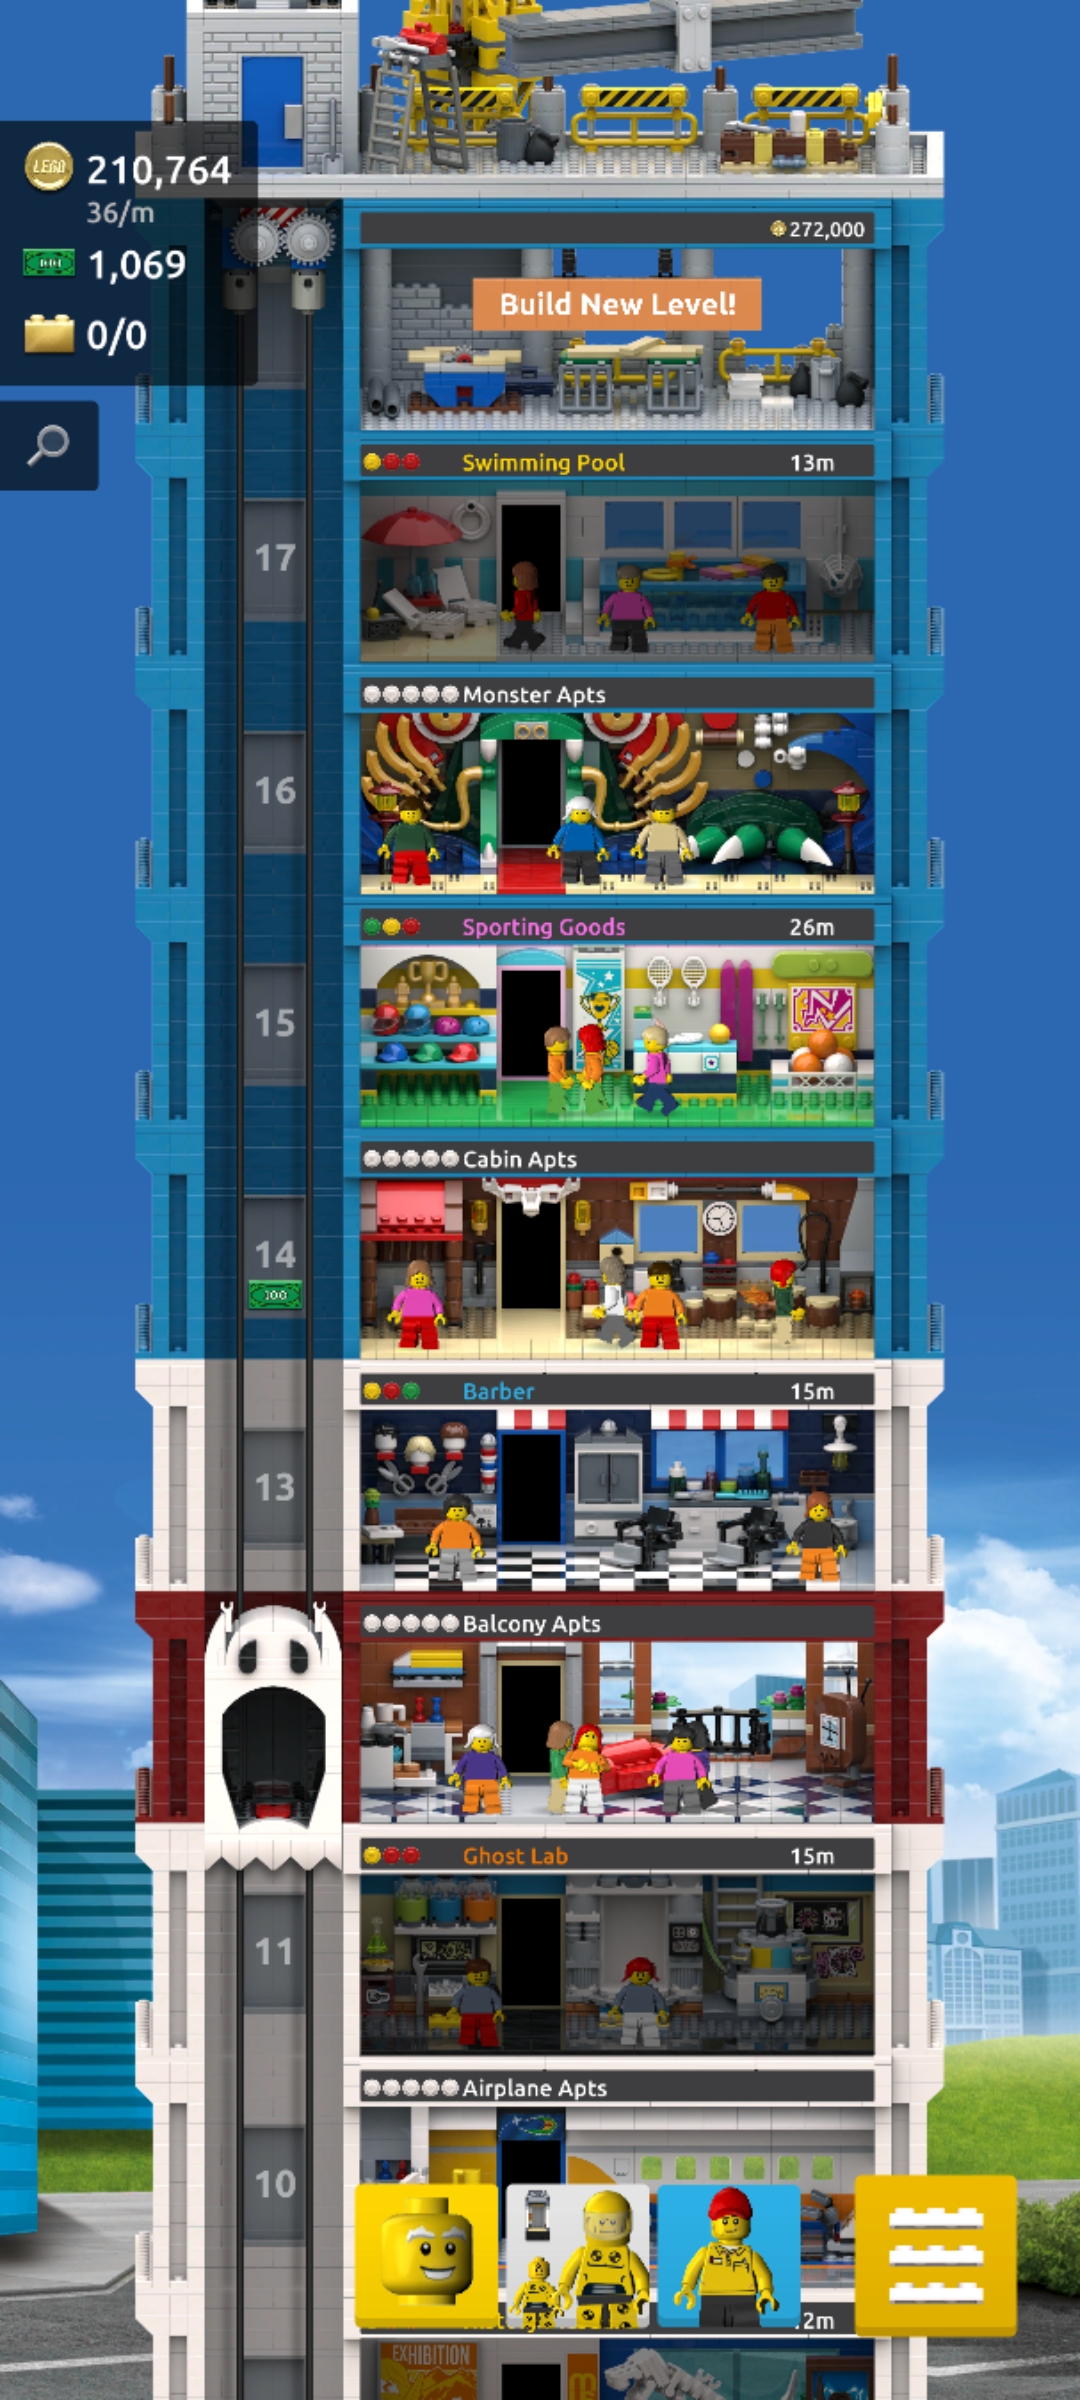 LEGO 210,764
36/m
1,069
0/0
272,000
Build New Level!
Swimming Pool 13m
17
Monster Apts
16
Sporting Goods 26m
15
Cabin Apts
14
100
Barber 15m
13
Balcony Apts
Ghost Lab 15m
11
Airplane Apts
10
2m
EXHIBITION